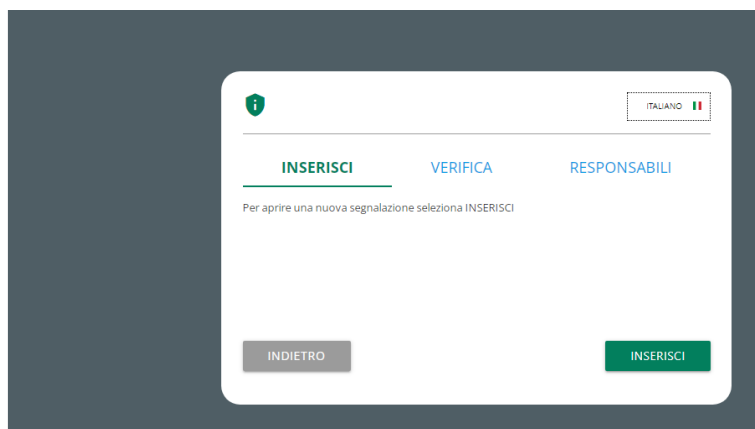 ITALIANO
INSERISCI VERIFICA RESPONSABILI
Per aprire una nuova segnalazione seleziona INSERISCI
INDIETRO INSERISCI